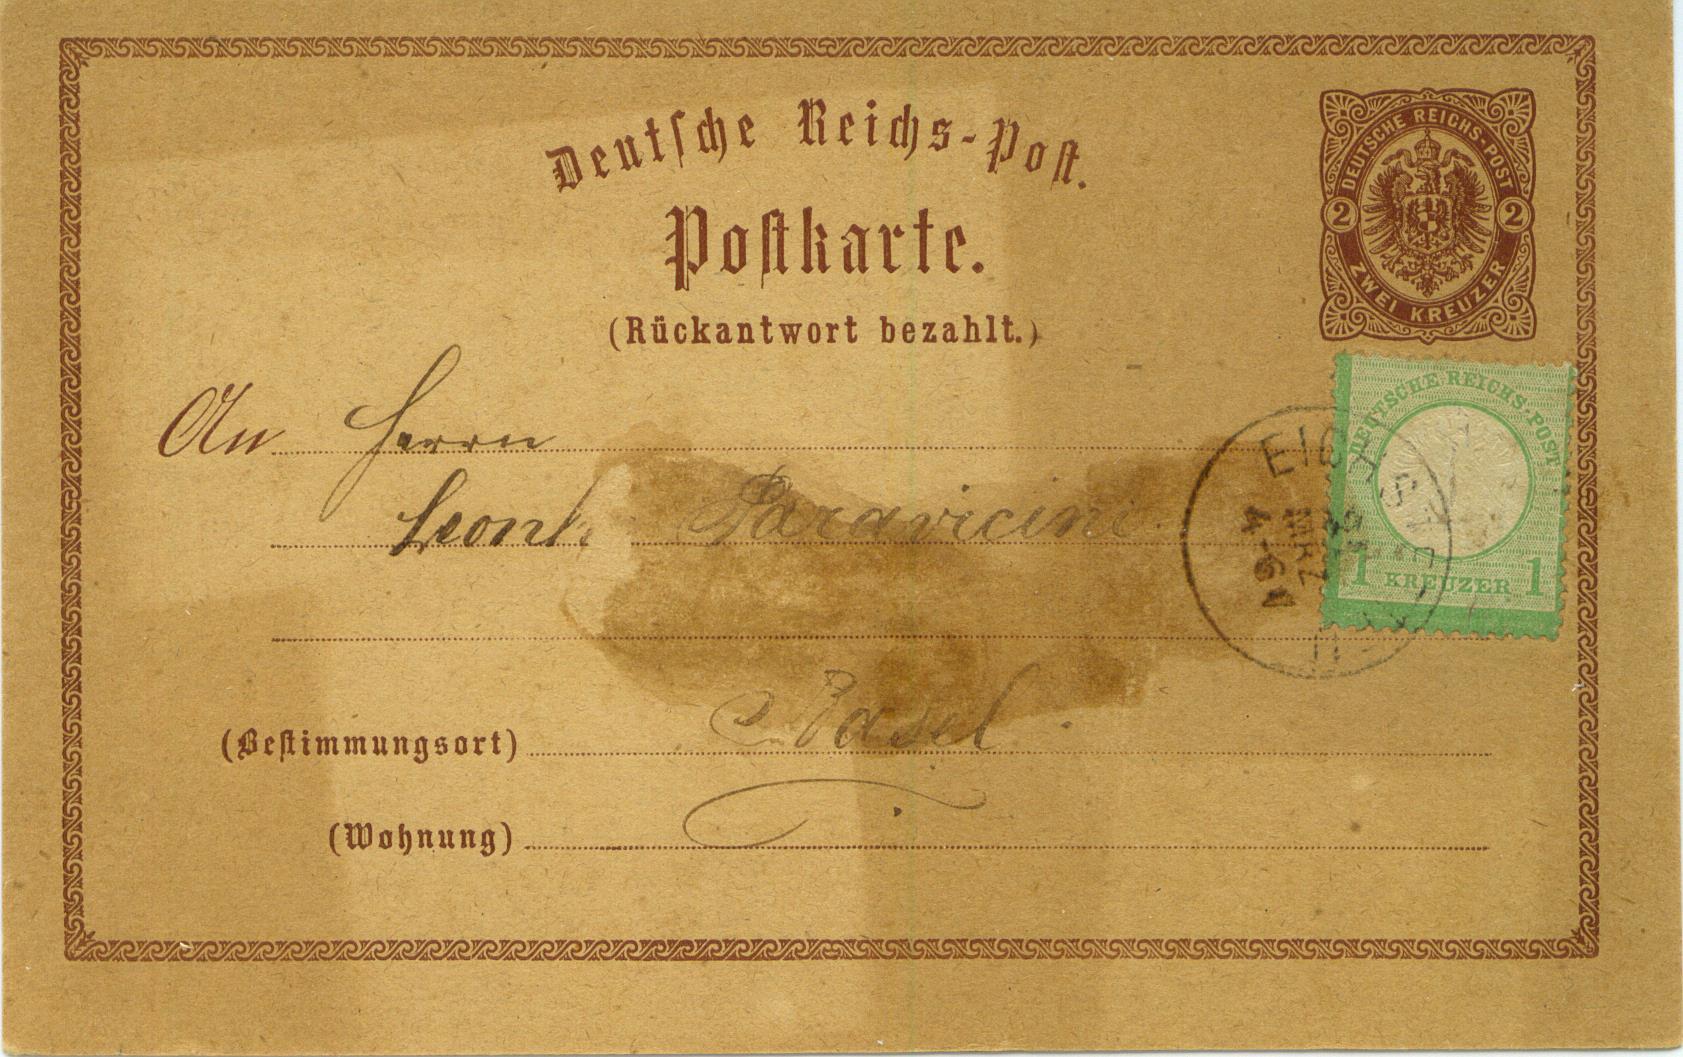 Deutsche Reichs-Post.
Postkarte.
(Rückantwort bezahlt.)
DEUTSCHE REICHS-POST
2 2
ZWEI KREUZER
DEUTSCHE REICHS-POST
1 KREUZER 1
An Herrn
Paravicini.
Basel.
(Bestimmungsort)
(Wohnung)